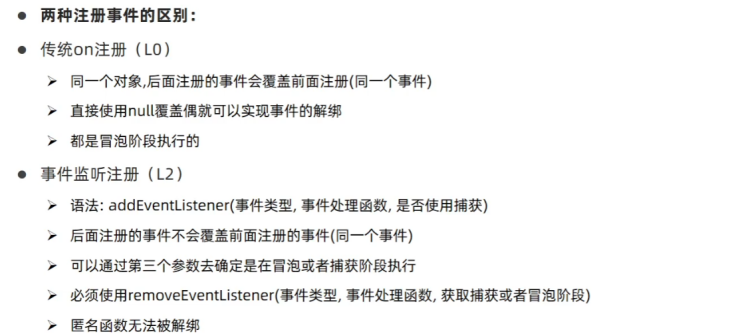 ● 两种注册事件的区别：
● 传统on注册（L0）
➢ 同一个对象,后面注册的事件会覆盖前面注册(同一个事件)
➢ 直接使用null覆盖偶就可以实现事件的解绑
➢ 都是冒泡阶段执行的
● 事件监听注册（L2）
➢ 语法: addEventListener(事件类型, 事件处理函数, 是否使用捕获)
➢ 后面注册的事件不会覆盖前面注册的事件(同一个事件)
➢ 可以通过第三个参数去确定是在冒泡或者捕获阶段执行
➢ 必须使用removeEventListener(事件类型, 事件处理函数, 获取捕获或者冒泡阶段)
➢ 匿名函数无法被解绑